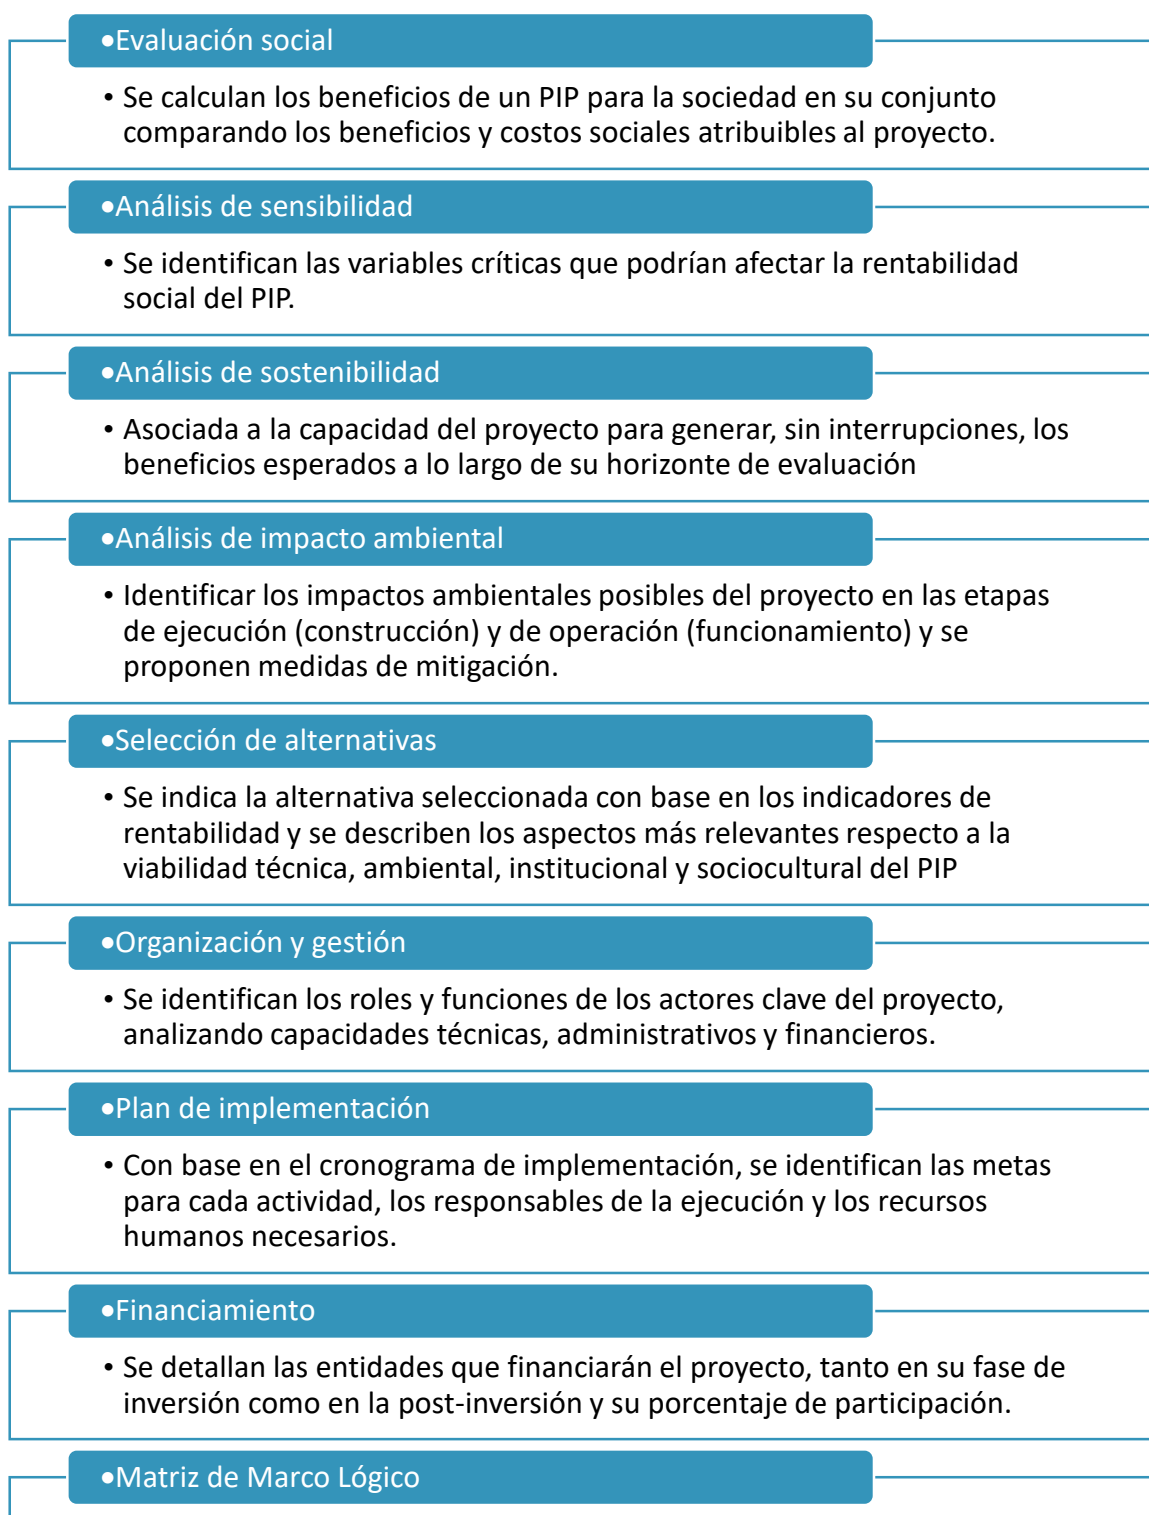 •Evaluación social
• Se calculan los beneficios de un PIP para la sociedad en su conjunto
comparando los beneficios y costos sociales atribuibles al proyecto.
•Análisis de sensibilidad
• Se identifican las variables críticas que podrían afectar la rentabilidad
social del PIP.
•Análisis de sostenibilidad
• Asociada a la capacidad del proyecto para generar, sin interrupciones, los
beneficios esperados a lo largo de su horizonte de evaluación
•Análisis de impacto ambiental
• Identificar los impactos ambientales posibles del proyecto en las etapas
de ejecución (construcción) y de operación (funcionamiento) y se
proponen medidas de mitigación.
•Selección de alternativas
• Se indica la alternativa seleccionada con base en los indicadores de
rentabilidad y se describen los aspectos más relevantes respecto a la
viabilidad técnica, ambiental, institucional y sociocultural del PIP
•Organización y gestión
• Se identifican los roles y funciones de los actores clave del proyecto,
analizando capacidades técnicas, administrativos y financieros.
•Plan de implementación
• Con base en el cronograma de implementación, se identifican las metas
para cada actividad, los responsables de la ejecución y los recursos
humanos necesarios.
•Financiamiento
• Se detallan las entidades que financiarán el proyecto, tanto en su fase de
inversión como en la post-inversión y su porcentaje de participación.
•Matriz de Marco Lógico